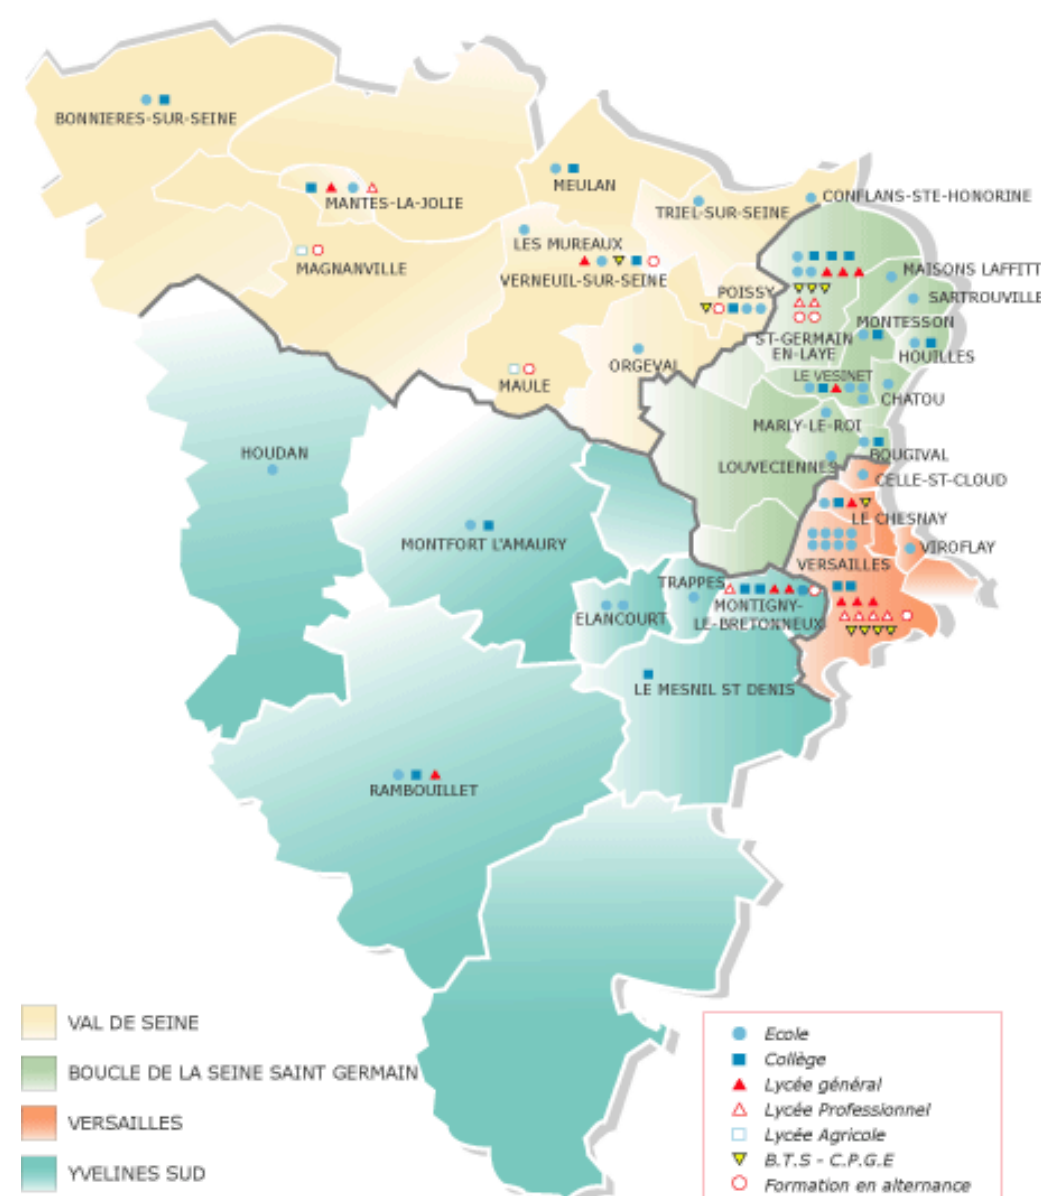 BONNIERES-SUR-SEINE
MEULAN
MANTES-LA-JOLIE
TRIEL-SUR-SEINE
CONFLANS-STE-HONORINE
LES MUREAUX
MAGNANVILLE
VERNEUIL-SUR-SEINE
MAISONS LAFFITT
POISSY
SARTROUVILLE
MONTESSON
ST-GERMAIN
EN-LAYE
HOUILLES
ORGEVAL
LE VESINET
MAULE
CHATOU
MARLY-LE-ROI
HOUDAN
BOUGIVAL
LOUVECIENNES
CELLE-ST-CLOUD
LE CHESNAY
MONTFORT L'AMAURY
VIROFLAY
VERSAILLES
TRAPPES
ELANCOURT
MONTIGNY-
LE-BRETONNEUX
LE MESNIL ST DENIS
RAMBOUILLET
VAL DE SEINE
BOUCLE DE LA SEINE SAINT GERMAIN
VERSAILLES
YVELINES SUD
Ecole
Collège
Lycée général
Lycée Professionnel
Lycée Agricole
B.T.S - C.P.G.E
Formation en alternance